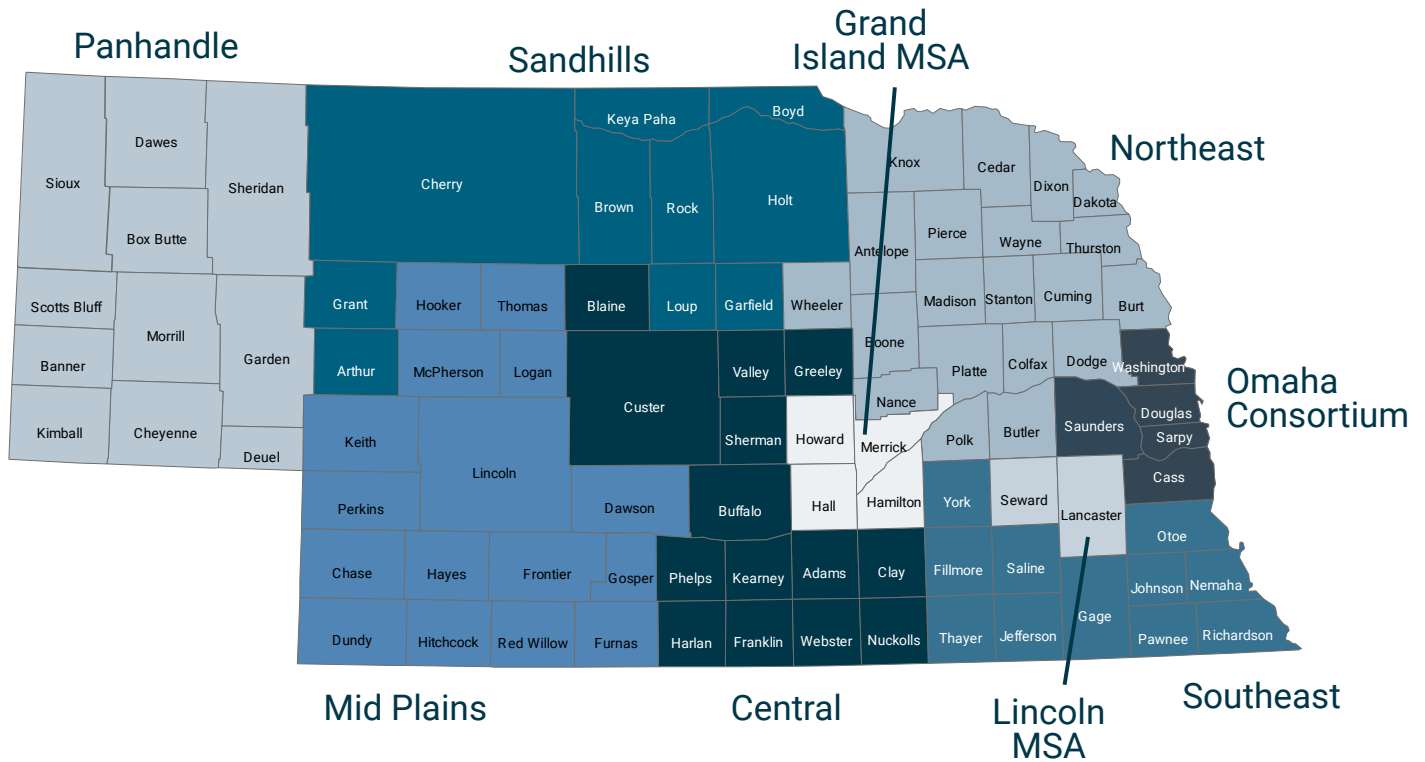 Panhandle
Sandhills
Grand
Island MSA
Northeast
Omaha
Consortium
Southeast
Lincoln
MSA
Central
Mid Plains
Sioux
Dawes
Sheridan
Box Butte
Scotts Bluff
Morrill
Garden
Banner
Kimball
Cheyenne
Deuel
Cherry
Keya Paha
Boyd
Brown
Rock
Holt
Grant
Hooker
Thomas
Blaine
Loup
Garfield
Wheeler
Arthur
McPherson
Logan
Custer
Valley
Greeley
Sherman
Howard
Keith
Lincoln
Perkins
Dawson
Buffalo
Hall
Merrick
Hamilton
Chase
Hayes
Frontier
Gosper
Phelps
Kearney
Adams
Clay
Dundy
Hitchcock
Red Willow
Furnas
Harlan
Franklin
Webster
Nuckolls
Knox
Cedar
Dixon
Dakota
Antelope
Pierce
Wayne
Thurston
Madison
Stanton
Cuming
Burt
Boone
Platte
Colfax
Dodge
Washington
Nance
Polk
Butler
Saunders
Douglas
Sarpy
Cass
York
Seward
Lancaster
Otoe
Fillmore
Saline
Gage
Johnson
Nemaha
Thayer
Jefferson
Pawnee
Richardson